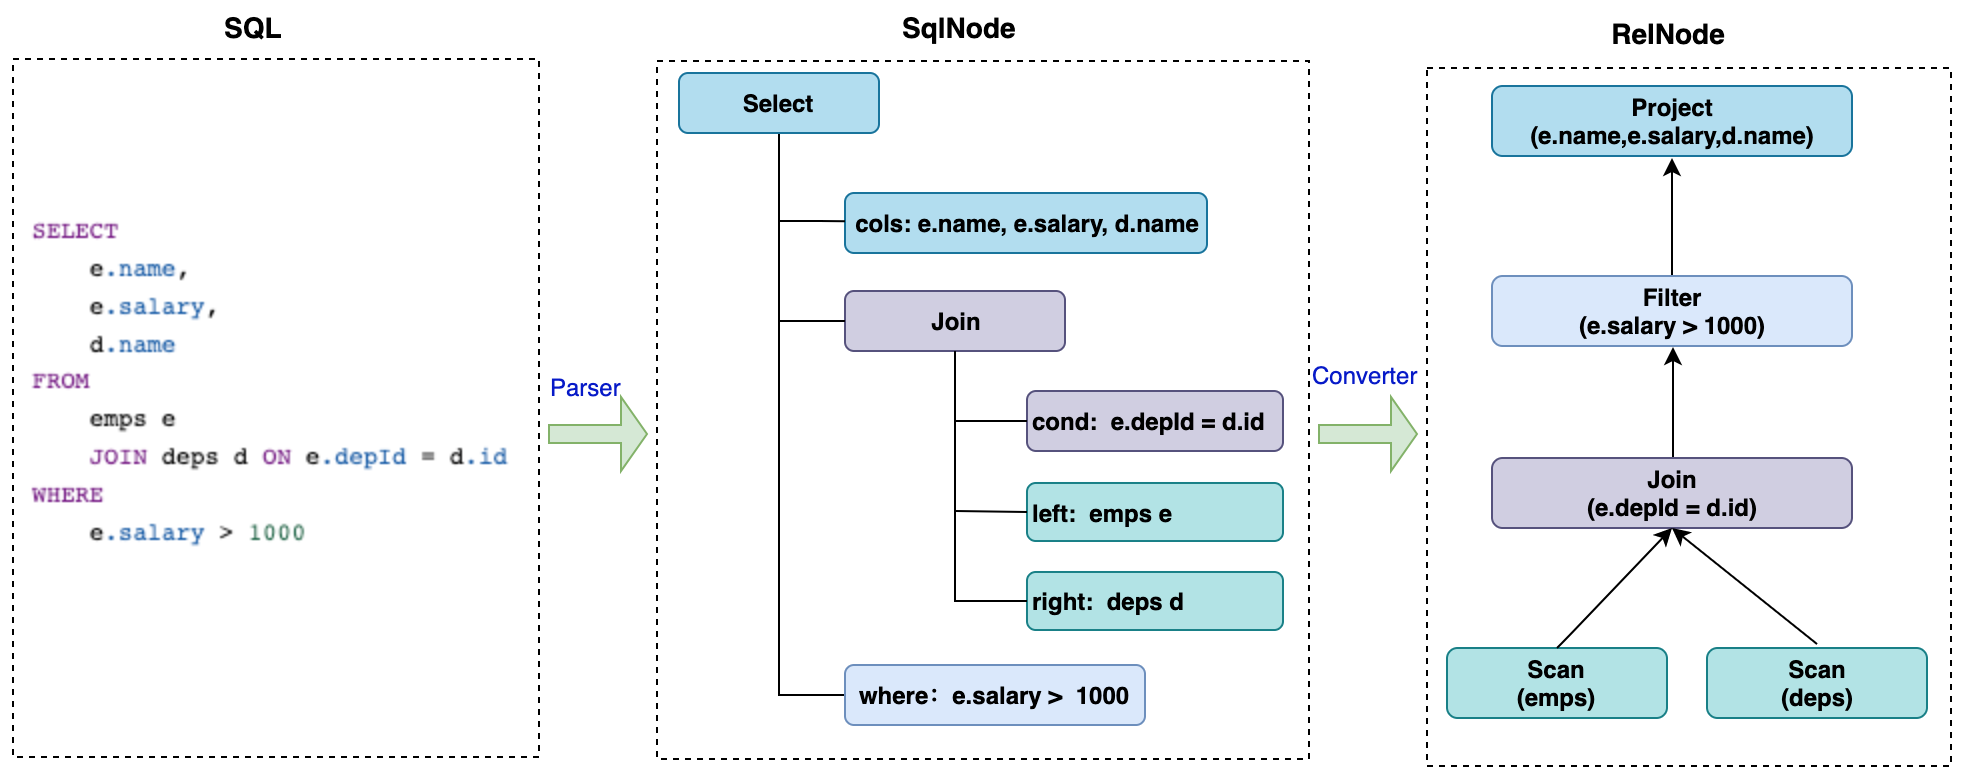 SQL
SELECT
e.name,
e.salary,
d.name
FROM
emps e
JOIN deps d ON e.depId = d.id
WHERE
e.salary > 1000
Parser
SqlNode
Select
cols: e.name, e.salary, d.name
Join
cond: e.depId = d.id
left: emps e
right: deps d
where：e.salary > 1000
Converter
RelNode
Project
(e.name,e.salary,d.name)
Filter
(e.salary > 1000)
Join
(e.depId = d.id)
Scan
(emps)
Scan
(deps)